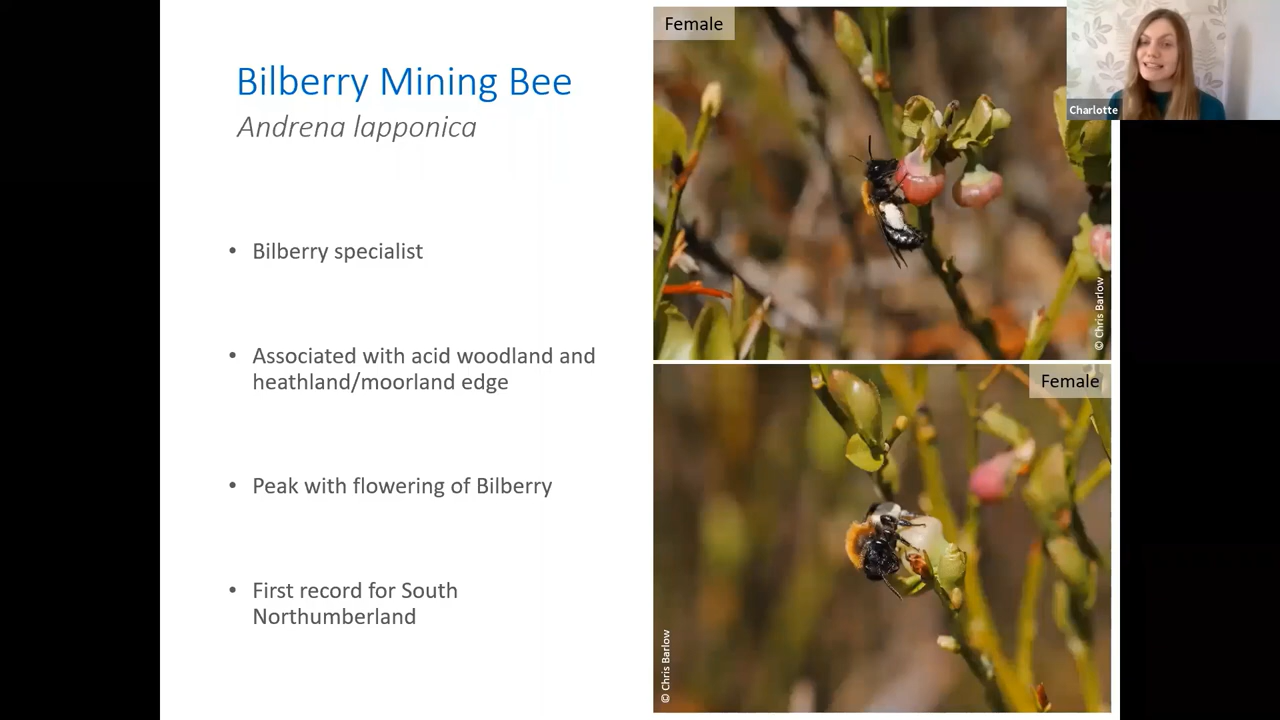 Bilberry Mining Bee
Andrena lapponica
• Bilberry specialist
• Associated with acid woodland and
heathland/moorland edge
• Peak with flowering of Bilberry
• First record for South
Northumberland
Female
© Chris Barlow
Female
© Chris Barlow
Charlotte